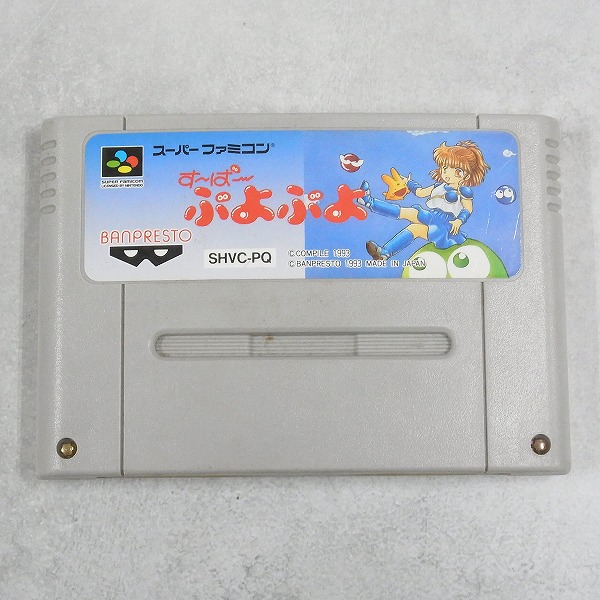 スーパーファミコン®
SUPER FAMICOM
LICENSED BY NINTENDO
す〜ぱ〜
ぷよぷよ
BANPRESTO
SHVC-PQ
©COMPILE 1993
©BANPRESTO 1993 MADE IN JAPAN